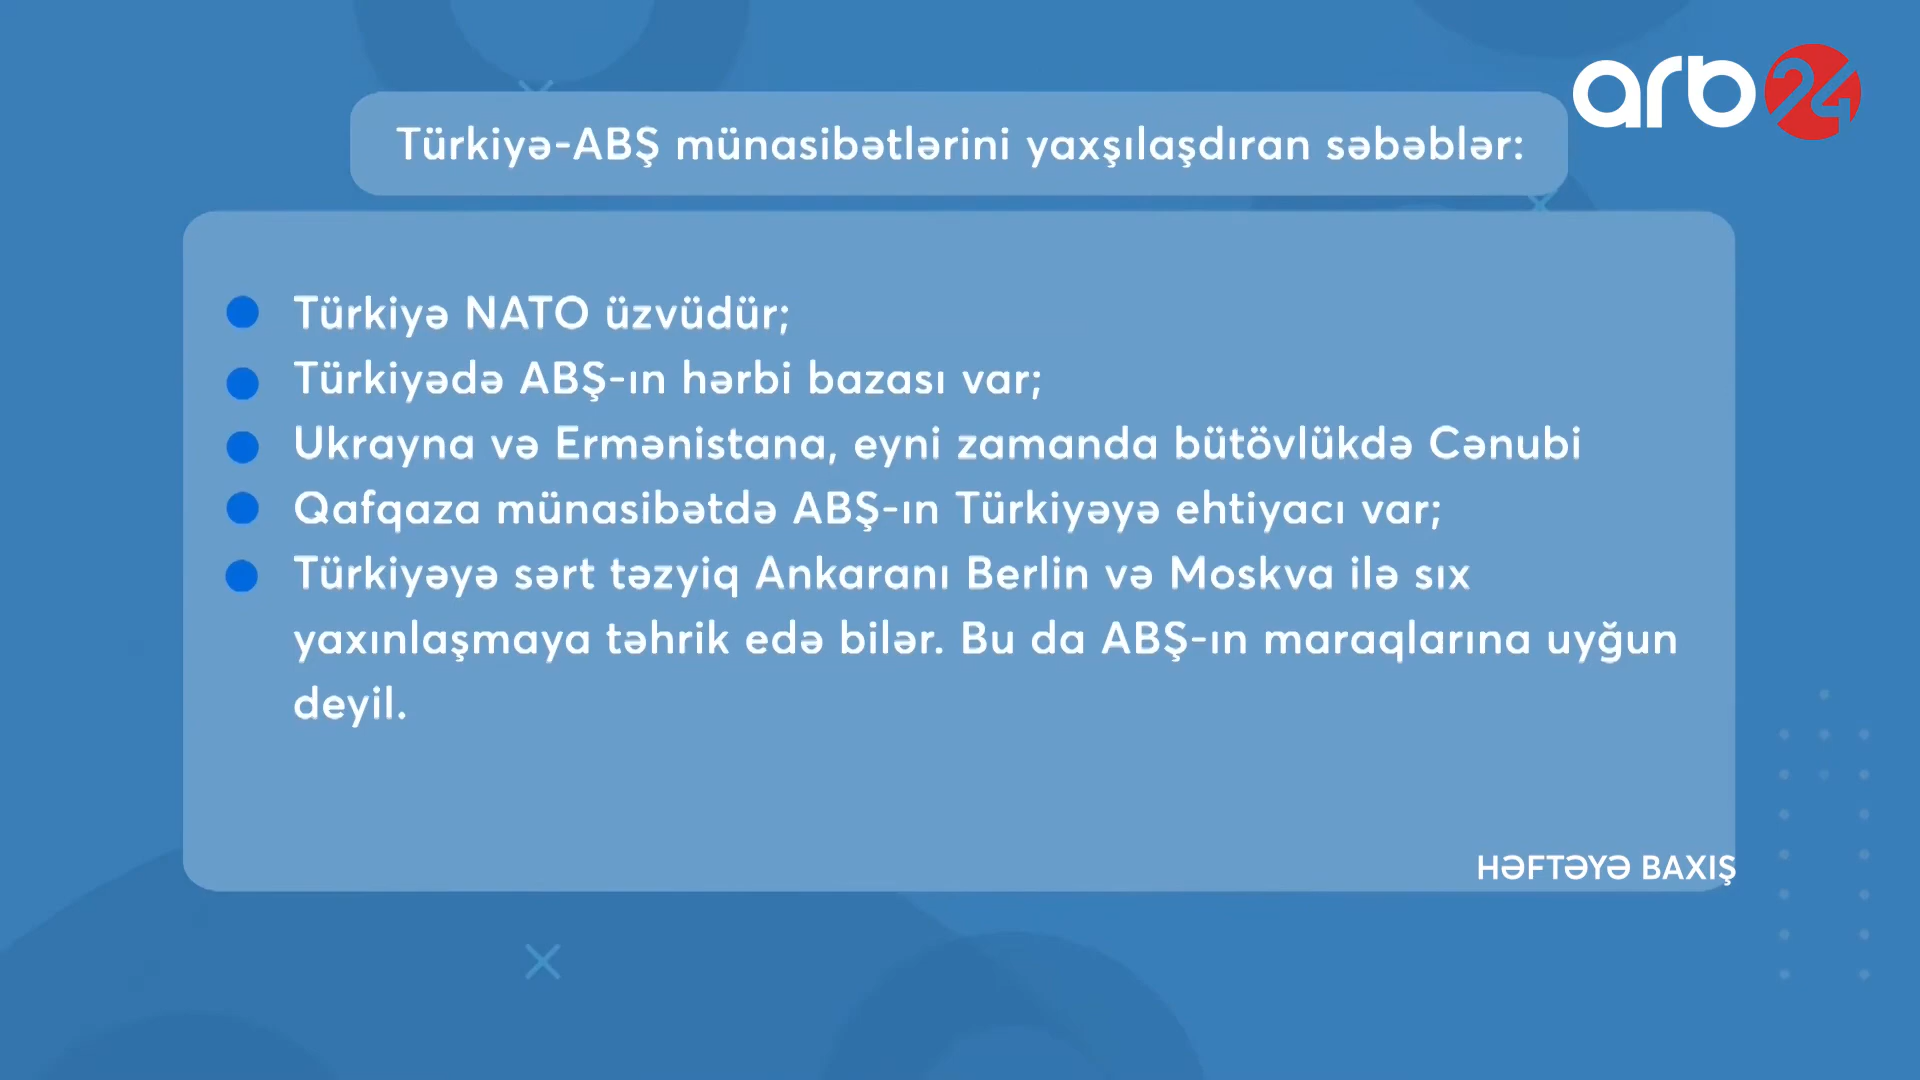 arb 24
Türkiyə-ABŞ münasibətlərini yaxşılaşdıran səbəblər:
Türkiyə NATO üzvüdür;
Türkiyədə ABŞ-ın hərbi bazası var;
Ukrayna və Ermənistana, eyni zamanda bütövlükdə Cənubi
Qafqaza münasibətdə ABŞ-ın Türkiyəyə ehtiyacı var;
Türkiyəyə sərt təzyiq Ankaranı Berlin və Moskva ilə sıx
yaxınlaşmaya təhrik edə bilər. Bu da ABŞ-ın maraqlarına uyğun
deyil.
HƏFTƏYƏ BAXIŞ